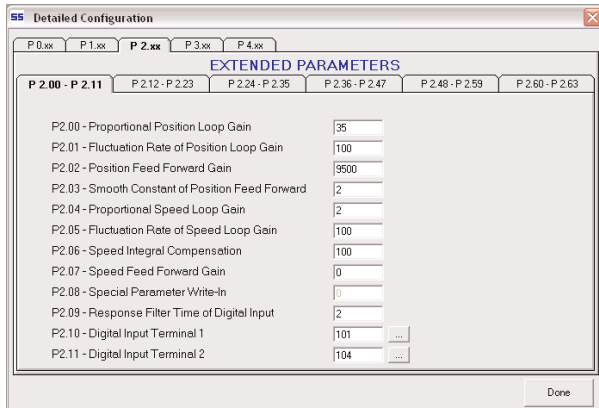 SS Detailed Configuration
P 0.xx P 1.xx P 2.xx P 3.xx P 4.xx
EXTENDED PARAMETERS
P 2.00 - P 2.11 P 2.12 - P 2.23 P 2.24 - P 2.35 P 2.36 - P 2.47 P 2.48 - P 2.59 P 2.60 - P 2.63
P2.00 - Proportional Position Loop Gain 35
P2.01 - Fluctuation Rate of Position Loop Gain 100
P2.02 - Position Feed Forward Gain 9500
P2.03 - Smooth Constant of Position Feed Forward 2
P2.04 - Proportional Speed Loop Gain 2
P2.05 - Fluctuation Rate of Speed Loop Gain 100
P2.06 - Speed Integral Compensation 100
P2.07 - Speed Feed Forward Gain 0
P2.08 - Special Parameter Write-In 0
P2.09 - Response Filter Time of Digital Input 2
P2.10 - Digital Input Terminal 1 101 ...
P2.11 - Digital Input Terminal 2 104 ...
Done